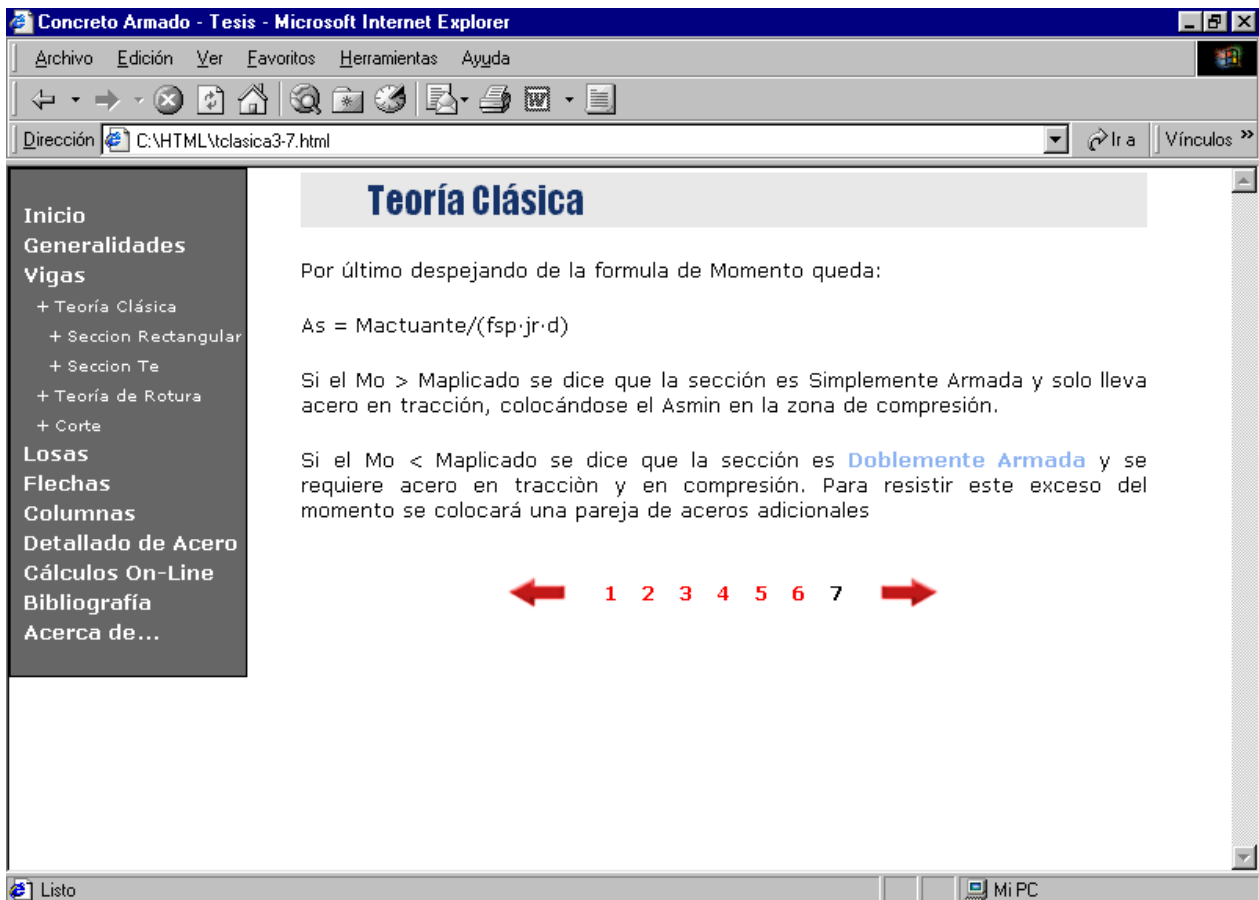 Concreto Armado - Tesis - Microsoft Internet Explorer
Archivo Edición Ver Favoritos Herramientas Ayuda
Dirección C:\HTML\tclasica3-7.html Ir a Vínculos »
Inicio
Generalidades
Vigas
+ Teoría Clásica
+ Seccion Rectangular
+ Seccion Te
+ Teoría de Rotura
+ Corte
Losas
Flechas
Columnas
Detallado de Acero
Cálculos On-Line
Bibliografía
Acerca de...
Teoría Clásica
Por último despejando de la formula de Momento queda:
As = Mactuante/(fsp·jr·d)
Si el Mo > Maplicado se dice que la sección es Simplemente Armada y solo lleva
acero en tracción, colocándose el Asmin en la zona de compresión.
Si el Mo < Maplicado se dice que la sección es Doblemente Armada y se
requiere acero en tracciòn y en compresión. Para resistir este exceso del
momento se colocará una pareja de aceros adicionales
1 2 3 4 5 6 7
Listo Mi PC